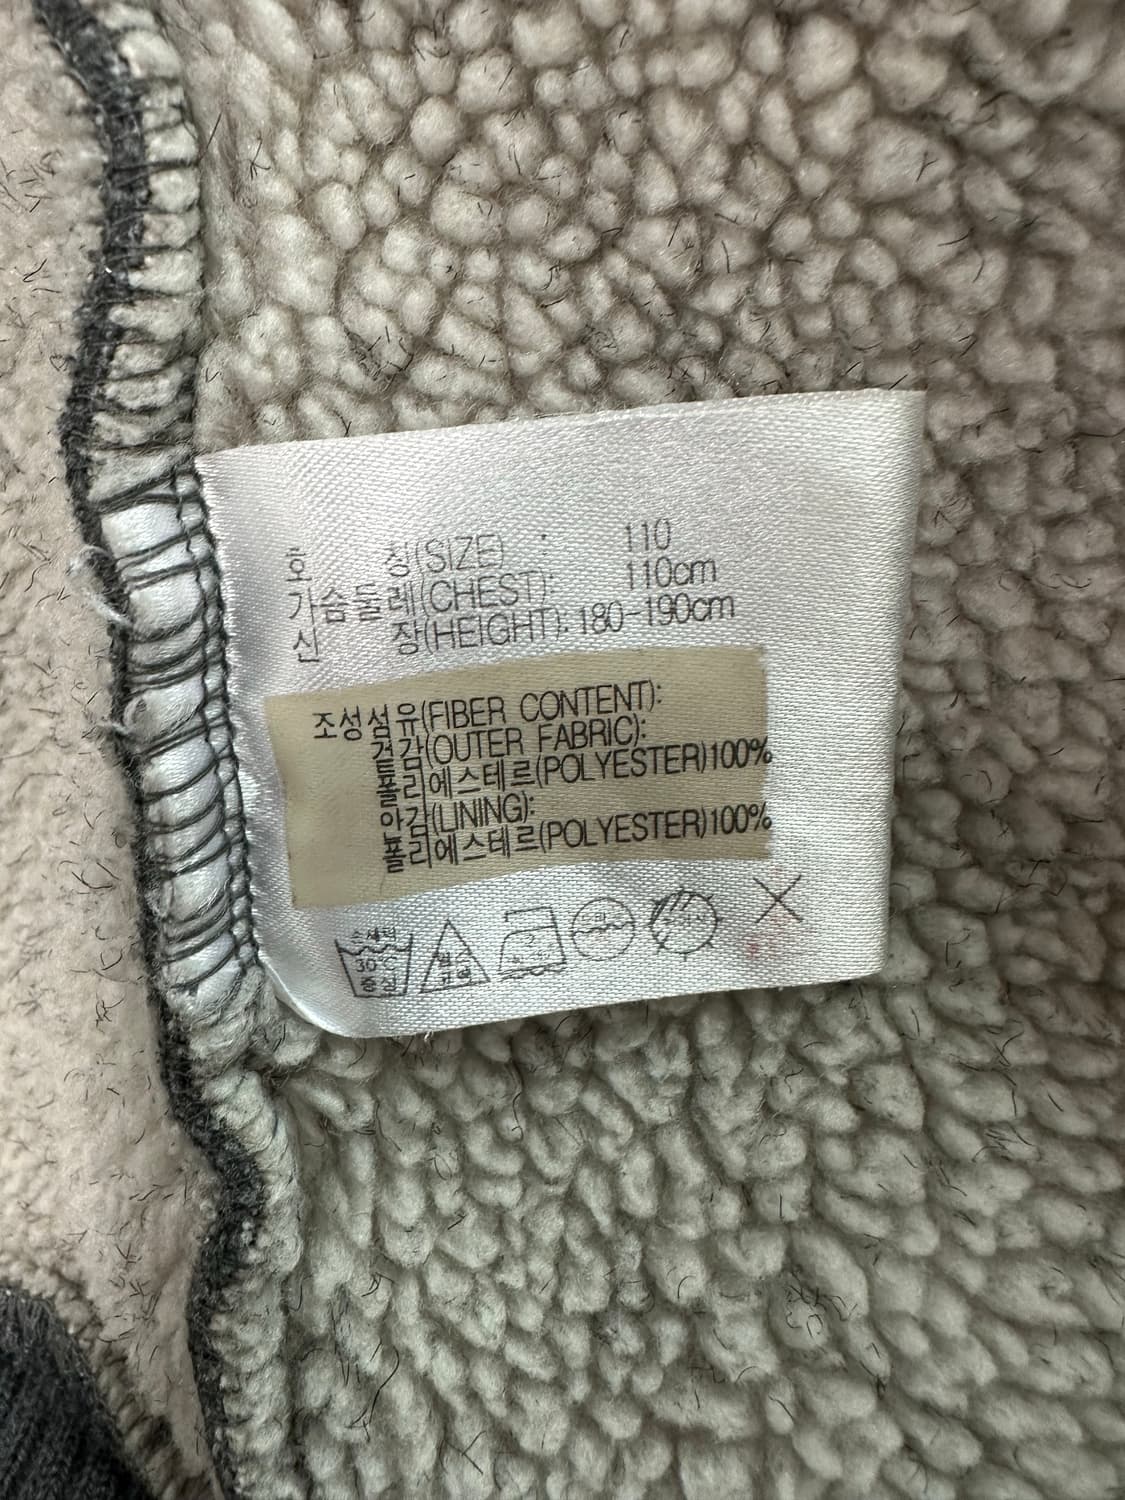 호 칭(SIZE) : 110
가슴둘레(CHEST): 110cm
신 장(HEIGHT): 180-190cm
조성섬유(FIBER CONTENT):
겉감(OUTER FABRIC):
폴리에스테르(POLYESTER)100%
안감(LINING):
폴리에스테르(POLYESTER)100%